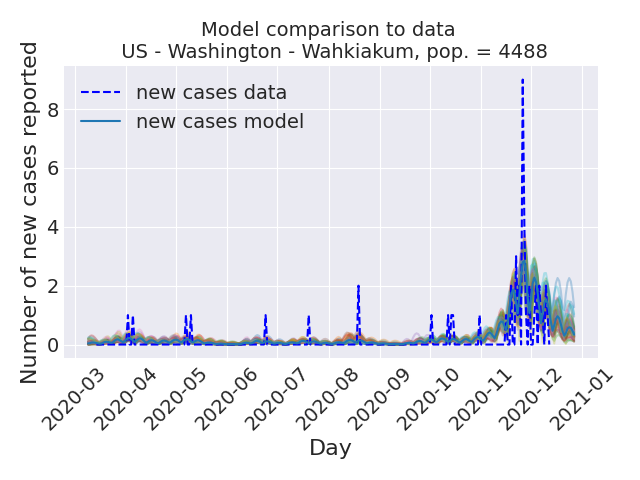 Model comparison to data
US - Washington - Wahkiakum, pop. = 4488
Number of new cases reported
new cases data
new cases model
8
6
4
2
0
2020-03
2020-04
2020-05
2020-06
2020-07
2020-08
2020-09
2020-10
2020-11
2020-12
2021-01
Day